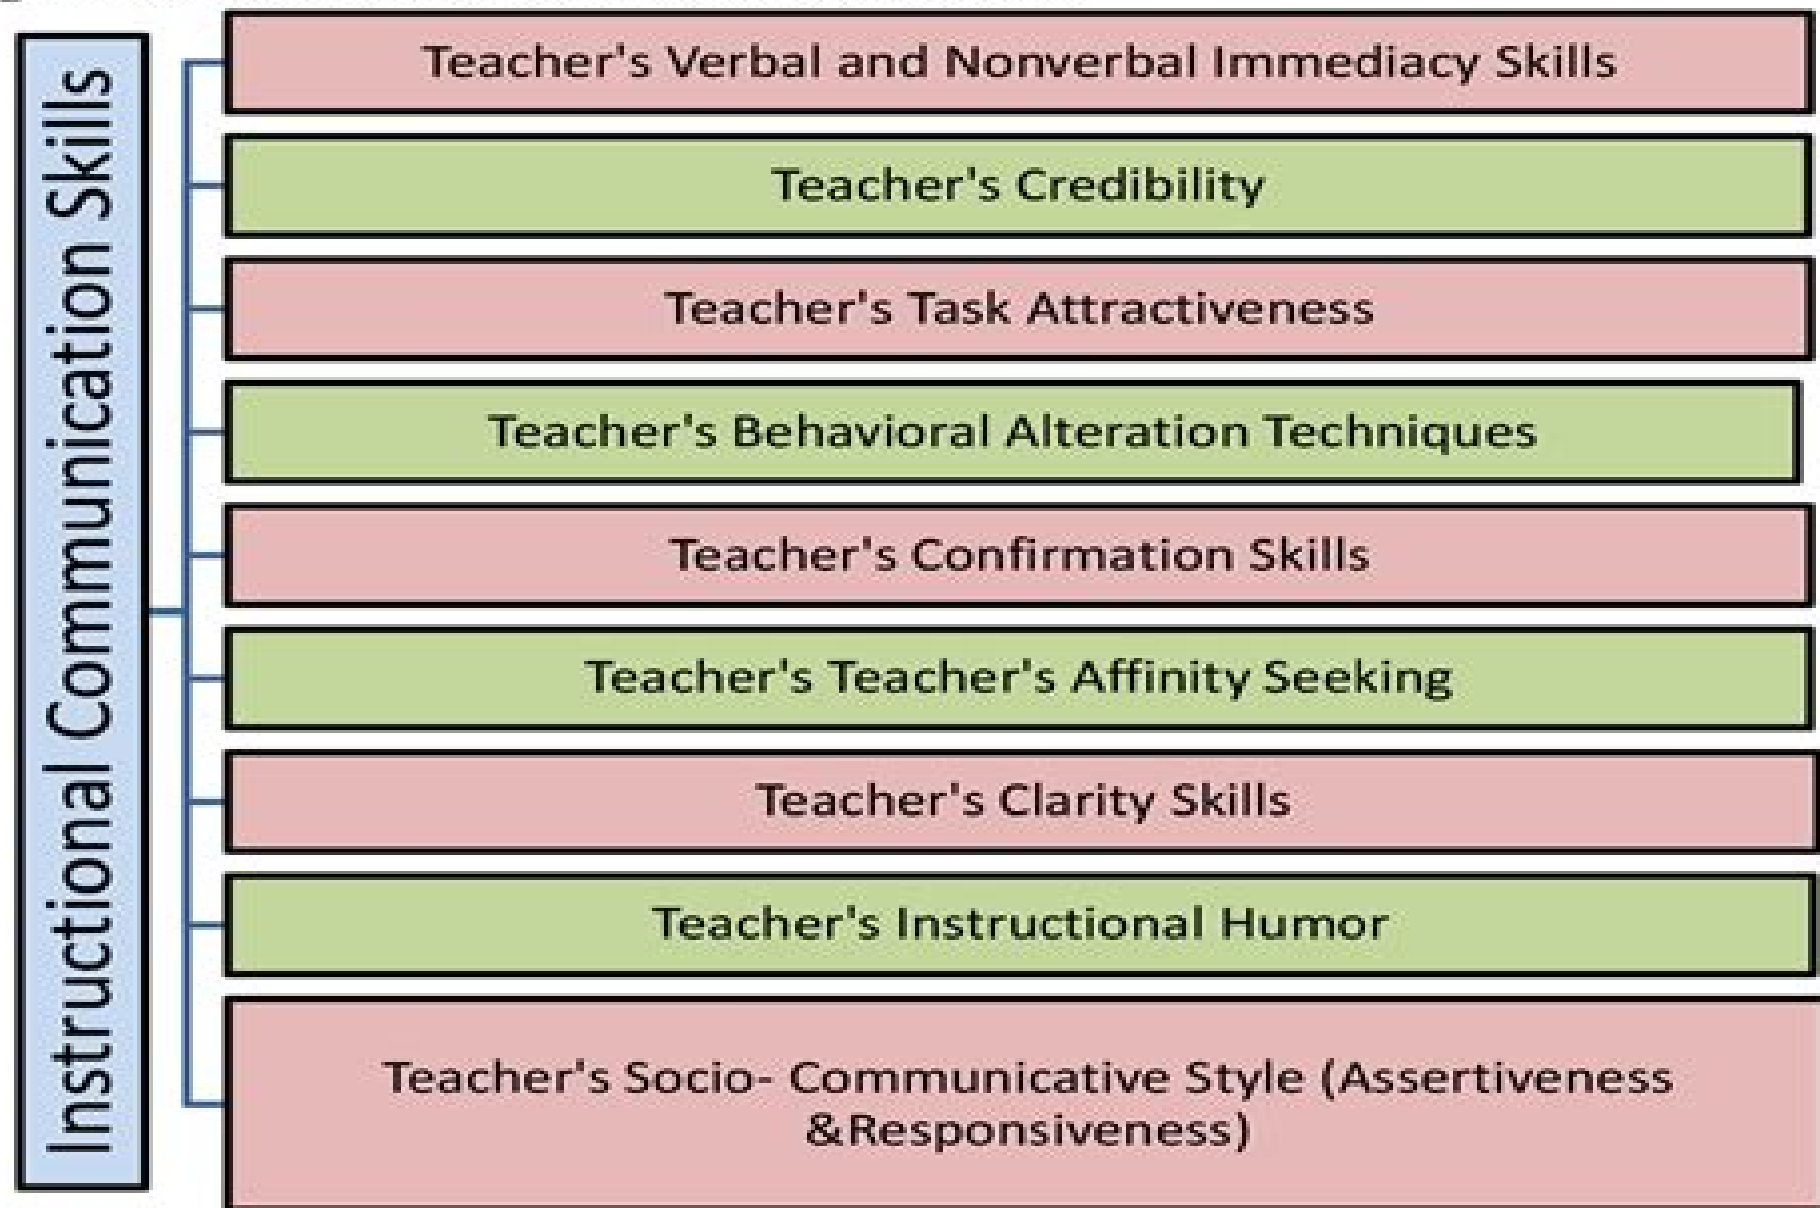 Instructional Communication Skills
Teacher's Verbal and Nonverbal Immediacy Skills
Teacher's Credibility
Teacher's Task Attractiveness
Teacher's Behavioral Alteration Techniques
Teacher's Confirmation Skills
Teacher's Teacher's Affinity Seeking
Teacher's Clarity Skills
Teacher's Instructional Humor
Teacher's Socio- Communicative Style (Assertiveness
&Responsiveness)